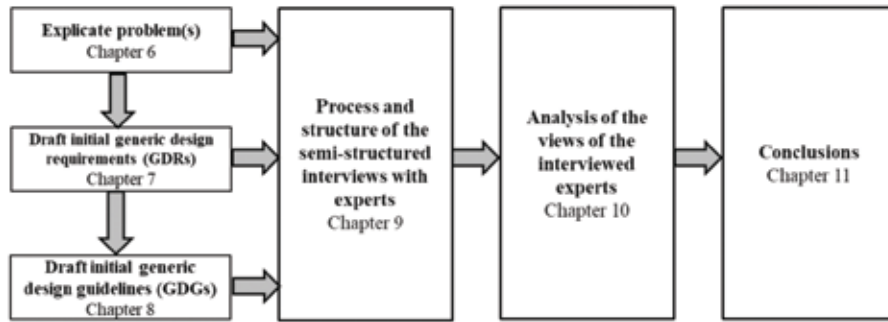 Explicate problem(s)
Chapter 6
Draft initial generic design
requirements (GDRs)
Chapter 7
Draft initial generic
design guidelines (GDGs)
Chapter 8
Process and
structure of the
semi-structured
interviews with
experts
Chapter 9
Analysis of the
views of the
interviewed
experts
Chapter 10
Conclusions
Chapter 11